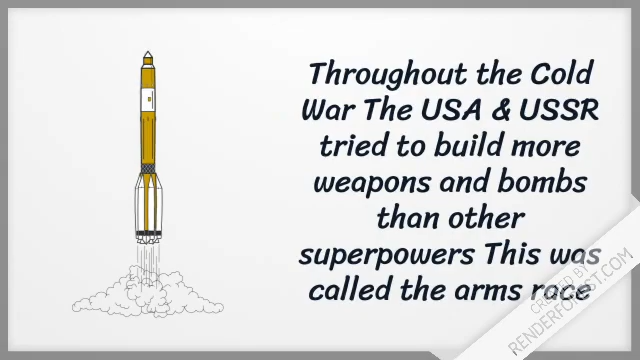 Throughout the Cold
War The USA & USSR
tried to build more
weapons and bombs
than other
superpowers This was
called the arms race
CREATED BY
RENDERFOREST.COM